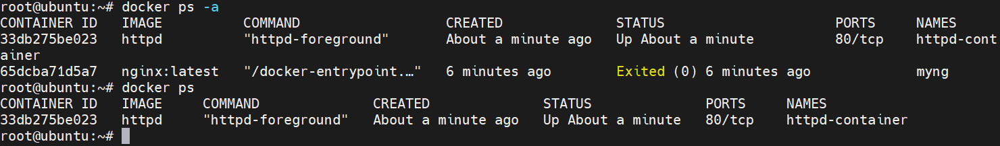 root@ubuntu:~# docker ps -a
CONTAINER ID   IMAGE          COMMAND                  CREATED              STATUS                     PORTS     NAMES
33db275be023   httpd          "httpd-foreground"       About a minute ago   Up About a minute          80/tcp    httpd-cont
ainer
65dcba71d5a7   nginx:latest   "/docker-entrypoint.…"   6 minutes ago        Exited (0) 6 minutes ago             myng
root@ubuntu:~# docker ps
CONTAINER ID   IMAGE     COMMAND              CREATED              STATUS              PORTS     NAMES
33db275be023   httpd     "httpd-foreground"   About a minute ago   Up About a minute   80/tcp    httpd-container
root@ubuntu:~#